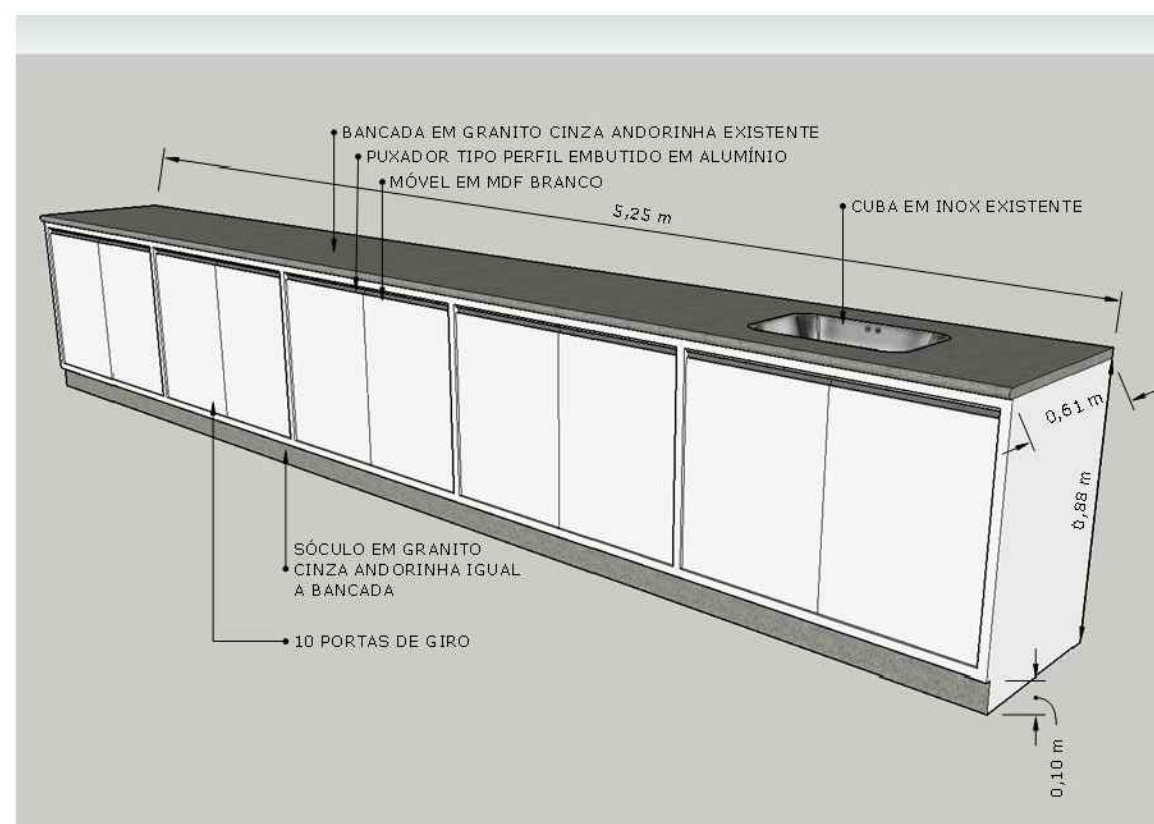 BANCADA EM GRANITO CINZA ANDORINHA EXISTENTE
PUXADOR TIPO PERFIL EMBUTIDO EM ALUMÍNIO
MÓVEL EM MDF BRANCO
5,25 m
CUBA EM INOX EXISTENTE
0,61 m
0,88 m
SÓCULO EM GRANITO
CINZA ANDORINHA IGUAL
A BANCADA
10 PORTAS DE GIRO
0,10 m